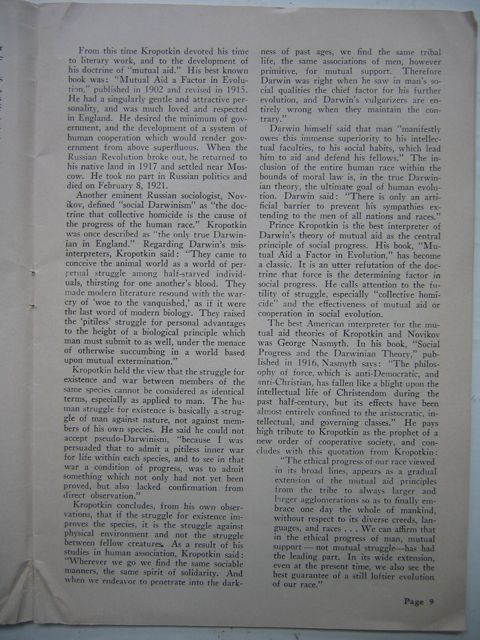 From this time Kropotkin devoted his time
to literary work, and to the development of
his doctrine of "mutual aid." His best known
book was: "Mutual Aid a Factor in Evolu-
tion," published in 1902 and revised in 1915.
He had a singularly gentle and attractive per-
sonality, and was much loved and respected
in England. He desired the minimum of gov-
ernment, and the development of a system of
human cooperation which would render gov-
ernment from above superfluous. When the
Russian Revolution broke out, he returned to
his native land in 1917 and settled near Mos-
cow. He took no part in Russian politics and
died on February 8, 1921.
Another eminent Russian sociologist, Nov-
ikov, defined "social Darwinism" as "the doc-
trine that collective homicide is the cause of
the progress of the human race." Kropotkin
was once described as "the only true Darwin-
ian in England." Regarding Darwin's mis-
interpreters, Kropotkin said: "They came to
conceive the animal world as a world of per-
petual struggle among half-starved individ-
uals, thirsting for one another's blood. They
made modern literature resound with the war-
cry of 'woe to the vanquished,' as if it were
the last word of modern biology. They raised
the 'pitiless' struggle for personal advantages
to the height of a biological principle which
man must submit to as well, under the menace
of otherwise succumbing in a world based
upon mutual extermination."
Kropotkin held the view that the struggle for
existence and war between members of the
same species cannot be considered as identical
terms, especially as applied to man. The hu-
man struggle for existence is basically a strug-
gle of man against nature, not against mem-
bers of his own species. He said he could not
accept pseudo-Darwinism, "because I was
persuaded that to admit a pitiless inner war
for life within each species, and to see in that
war a condition of progress, was to admit
something which not only had not yet been
proved, but also lacked confirmation from
direct observation."
Kropotkin concludes, from his own obser-
vations, that if the struggle for existence im-
proves the species, it is the struggle against
physical environment and not the struggle
between fellow creatures. As a result of his
studies in human association, Kropotkin said:
"Wherever we go we find the same sociable
manners, the same spirit of solidarity. And
when we endeavor to penetrate into the dark-
ness of past ages, we find the same tribal
life, the same associations of men, however
primitive, for mutual support. Therefore
Darwin was right when he saw in man's so-
cial qualities the chief factor for his further
evolution, and Darwin's vulgarizers are en-
tirely wrong when they maintain the con-
trary."
Darwin himself said that man "manifestly
owes this immense superiority to his intellec-
tual faculties, to his social habits, which lead
him to aid and defend his fellows." The in-
clusion of the entire human race within the
bounds of moral law is, in the true Darwin-
ian theory, the ultimate goal of human evolu-
tion. Darwin said: "There is only an arti-
ficial barrier to prevent his sympathies ex-
tending to the men of all nations and races."
Prince Kropotkin is the best interpreter of
Darwin's theory of mutual aid as the central
principle of social progress. His book, "Mu-
tual Aid a Factor in Evolution," has become
a classic. It is an utter refutation of the doc-
trine that force is the determining factor in
social progress. He calls attention to the fu-
tility of struggle, especially "collective homi-
cide" and the effectiveness of mutual aid or
cooperation in social evolution.
The best American interpreter for the mu-
tual aid theories of Kropotkin and Novikov
was George Nasmyth. In his book, "Social
Progress and the Darwinian Theory," pub-
lished in 1916, Nasmyth says: "The philos-
ophy of force, which is anti-Democratic, and
anti-Christian, has fallen like a blight upon the
intellectual life of Christendom during the
past half-century, but its effects have been
almost entirely confined to the aristocratic, in-
tellectual, and governing classes." He pays
high tribute to Kropotkin as the prophet of a
new order of cooperative society, and con-
cludes with this quotation from Kropotkin:
"The ethical progress of our race viewed
in its broad lines, appears as a gradual
extension of the mutual aid principles
from the tribe to always larger and
larger agglomerations so as to finally em-
brace one day the whole of mankind,
without respect to its diverse creeds, lan-
guages, and races . . . We can affirm that
in the ethical progress of man, mutual
support — not mutual struggle — has had
the leading part. In its wide extension,
even at the present time, we also see the
best guarantee of a still loftier evolution
of our race."
Page 9